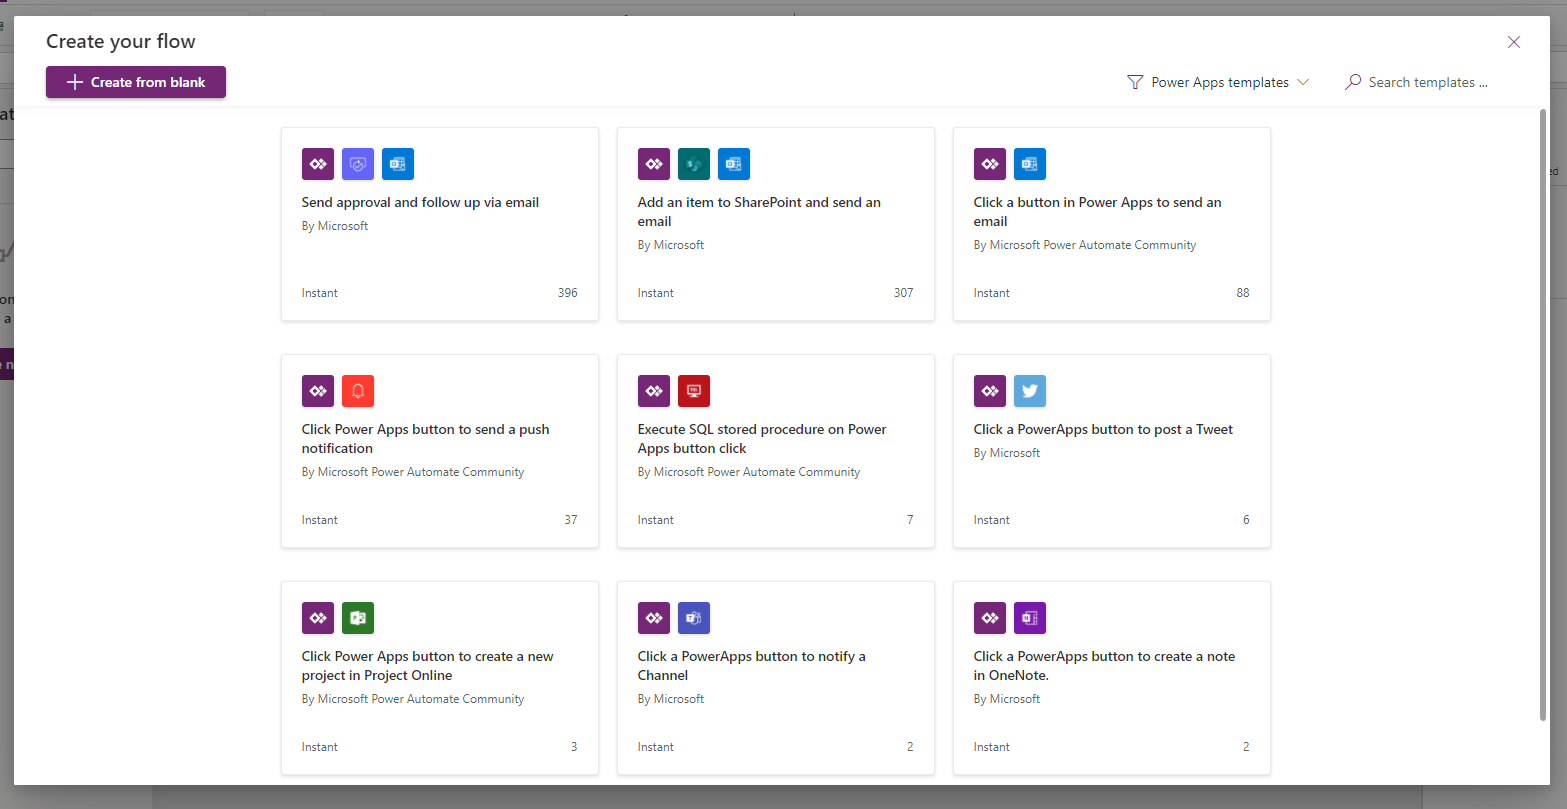 Create your flow
Create from blank
Power Apps templates
Search templates ...
Send approval and follow up via email
By Microsoft
Instant
396
Add an item to SharePoint and send an
email
By Microsoft
Instant
307
Click a button in Power Apps to send an
email
By Microsoft Power Automate Community
Instant
88
Click Power Apps button to send a push
notification
By Microsoft Power Automate Community
Instant
37
Execute SQL stored procedure on Power
Apps button click
By Microsoft Power Automate Community
Instant
7
Click a PowerApps button to post a Tweet
By Microsoft
Instant
6
Click Power Apps button to create a new
project in Project Online
By Microsoft Power Automate Community
Instant
3
Click a PowerApps button to notify a
Channel
By Microsoft
Instant
2
Click a PowerApps button to create a note
in OneNote.
By Microsoft
Instant
2